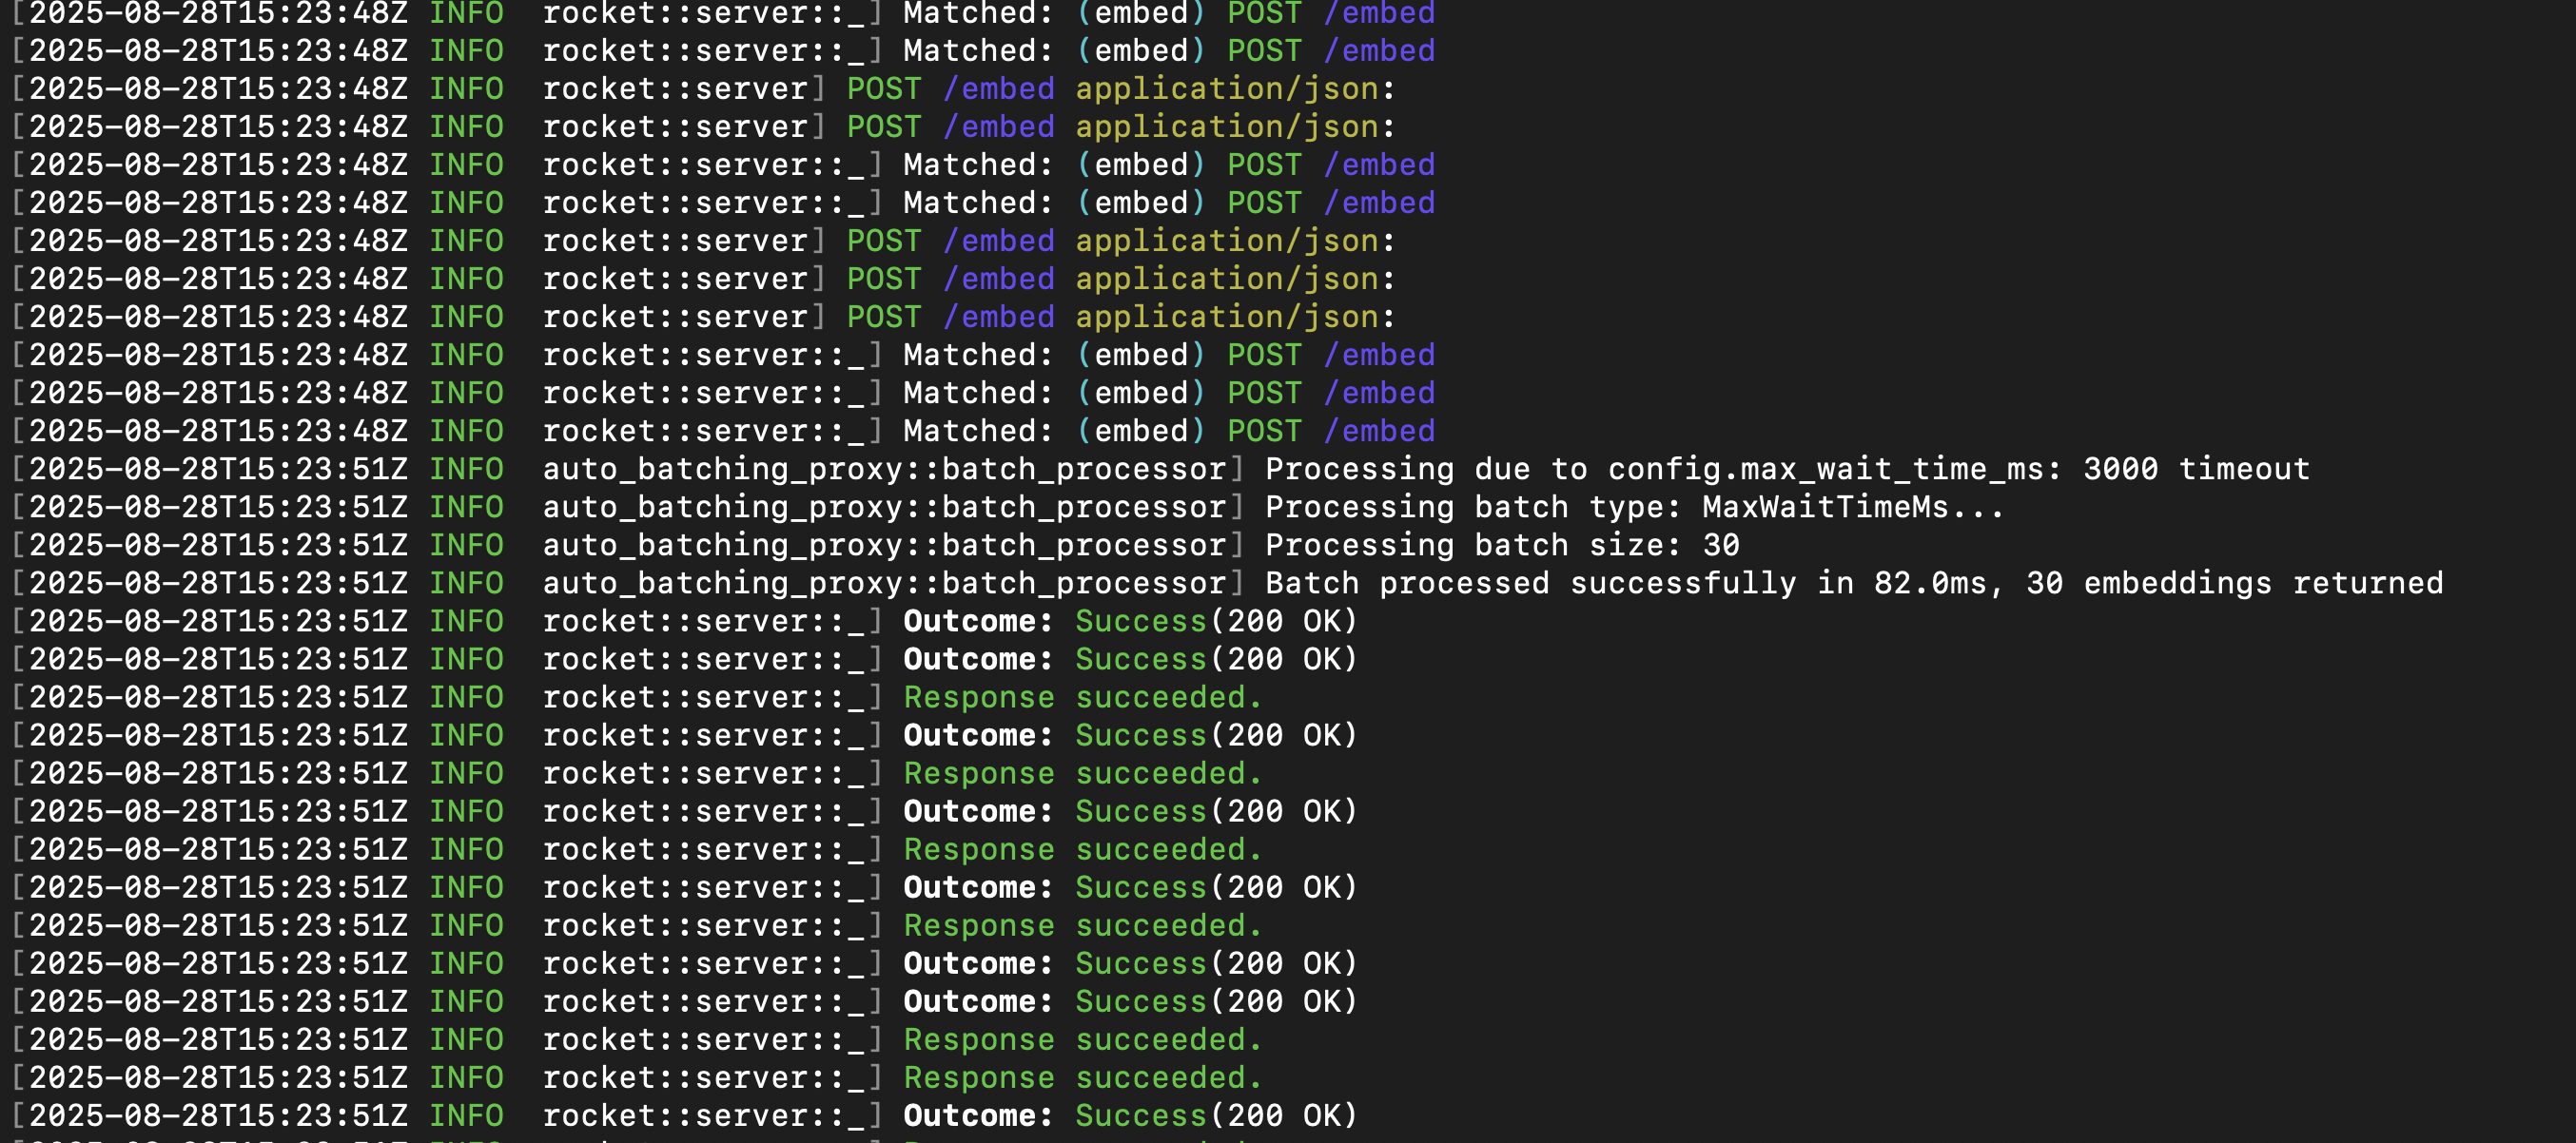 [2025-08-28T15:23:48Z INFO  rocket::server::_] Matched: (embed) POST /embed
[2025-08-28T15:23:48Z INFO  rocket::server::_] Matched: (embed) POST /embed
[2025-08-28T15:23:48Z INFO  rocket::server] POST /embed application/json:
[2025-08-28T15:23:48Z INFO  rocket::server] POST /embed application/json:
[2025-08-28T15:23:48Z INFO  rocket::server::_] Matched: (embed) POST /embed
[2025-08-28T15:23:48Z INFO  rocket::server::_] Matched: (embed) POST /embed
[2025-08-28T15:23:48Z INFO  rocket::server] POST /embed application/json:
[2025-08-28T15:23:48Z INFO  rocket::server] POST /embed application/json:
[2025-08-28T15:23:48Z INFO  rocket::server] POST /embed application/json:
[2025-08-28T15:23:48Z INFO  rocket::server::_] Matched: (embed) POST /embed
[2025-08-28T15:23:48Z INFO  rocket::server::_] Matched: (embed) POST /embed
[2025-08-28T15:23:48Z INFO  rocket::server::_] Matched: (embed) POST /embed
[2025-08-28T15:23:51Z INFO  auto_batching_proxy::batch_processor] Processing due to config.max_wait_time_ms: 3000 timeout
[2025-08-28T15:23:51Z INFO  auto_batching_proxy::batch_processor] Processing batch type: MaxWaitTimeMs...
[2025-08-28T15:23:51Z INFO  auto_batching_proxy::batch_processor] Processing batch size: 30
[2025-08-28T15:23:51Z INFO  auto_batching_proxy::batch_processor] Batch processed successfully in 82.0ms, 30 embeddings returned
[2025-08-28T15:23:51Z INFO  rocket::server::_] Outcome: Success(200 OK)
[2025-08-28T15:23:51Z INFO  rocket::server::_] Outcome: Success(200 OK)
[2025-08-28T15:23:51Z INFO  rocket::server::_] Response succeeded.
[2025-08-28T15:23:51Z INFO  rocket::server::_] Outcome: Success(200 OK)
[2025-08-28T15:23:51Z INFO  rocket::server::_] Response succeeded.
[2025-08-28T15:23:51Z INFO  rocket::server::_] Outcome: Success(200 OK)
[2025-08-28T15:23:51Z INFO  rocket::server::_] Response succeeded.
[2025-08-28T15:23:51Z INFO  rocket::server::_] Outcome: Success(200 OK)
[2025-08-28T15:23:51Z INFO  rocket::server::_] Response succeeded.
[2025-08-28T15:23:51Z INFO  rocket::server::_] Outcome: Success(200 OK)
[2025-08-28T15:23:51Z INFO  rocket::server::_] Outcome: Success(200 OK)
[2025-08-28T15:23:51Z INFO  rocket::server::_] Response succeeded.
[2025-08-28T15:23:51Z INFO  rocket::server::_] Response succeeded.
[2025-08-28T15:23:51Z INFO  rocket::server::_] Outcome: Success(200 OK)